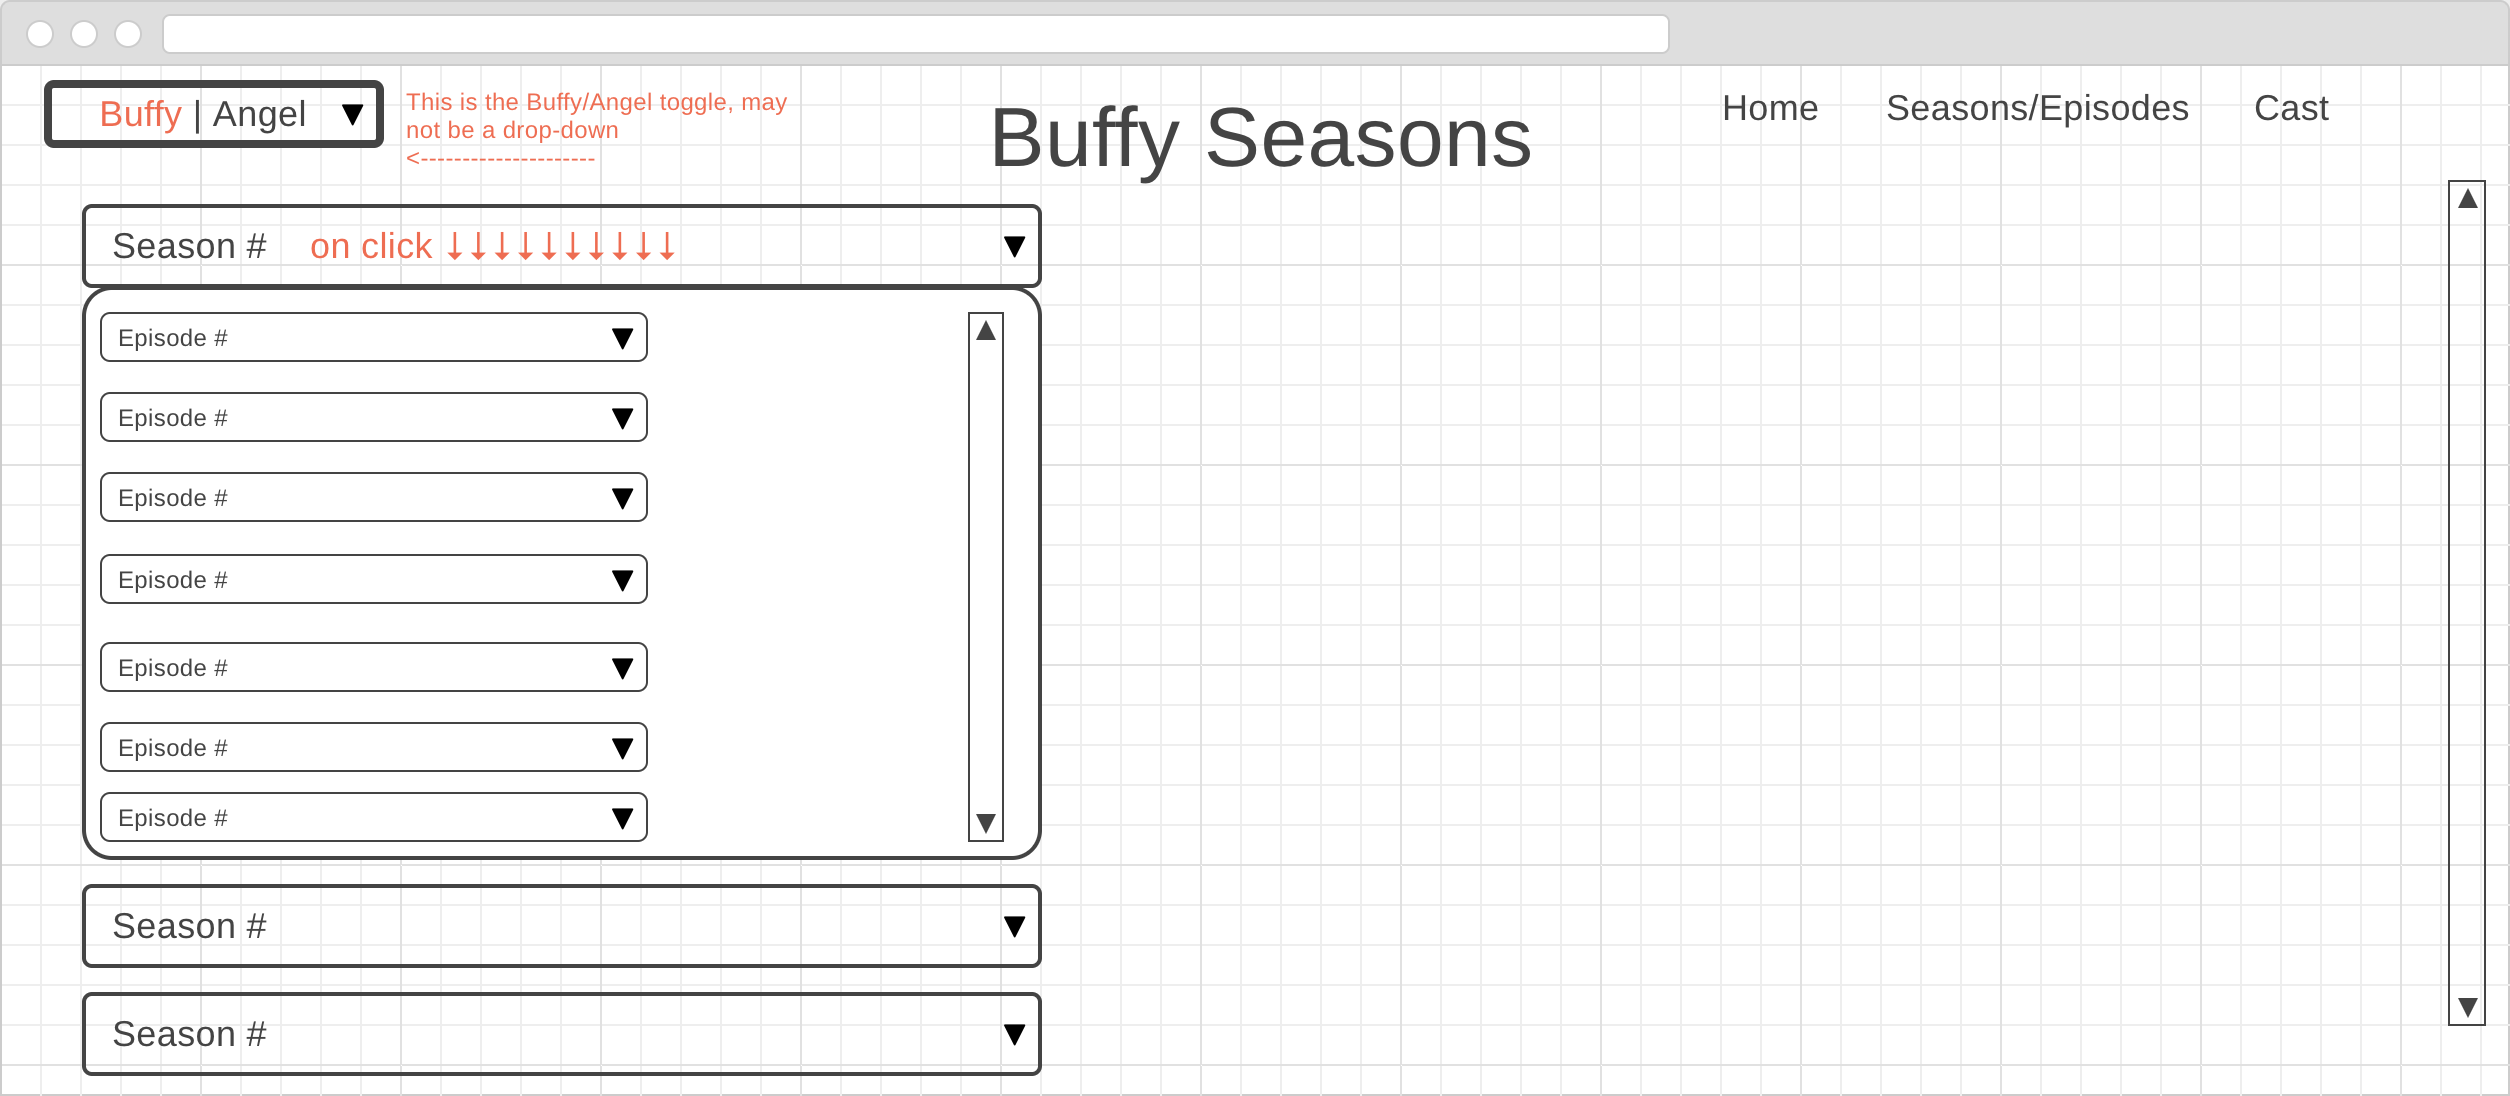 Buffy | Angel ▼
This is the Buffy/Angel toggle, may
not be a drop-down
<---------------------
Buffy Seasons
Home Seasons/Episodes Cast
Season # on click ↓↓↓↓↓↓↓↓↓↓ ▼
Episode # ▼
Episode # ▼
Episode # ▼
Episode # ▼
Episode # ▼
Episode # ▼
Episode # ▼
Season # ▼
Season # ▼